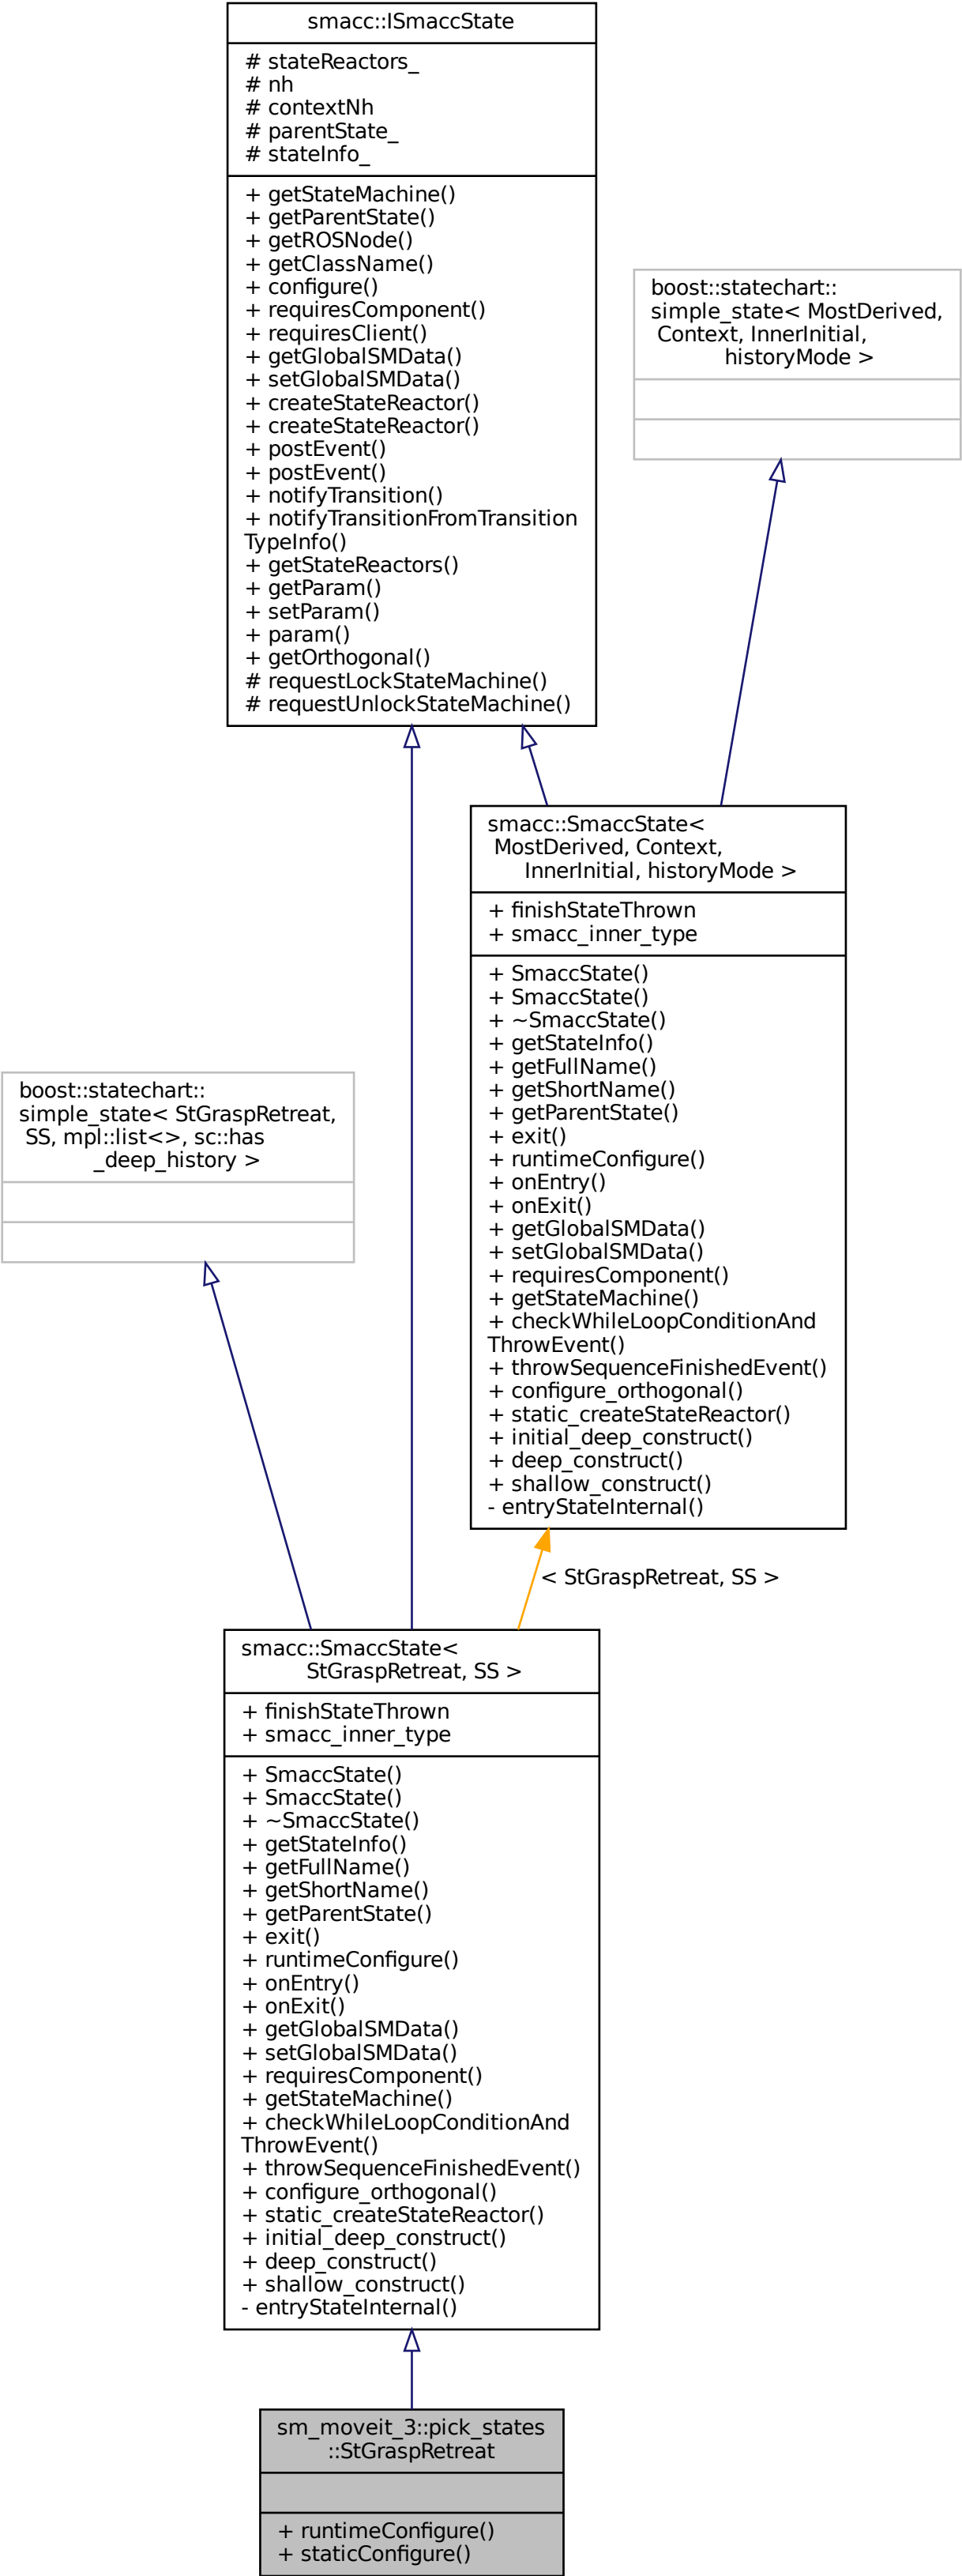 smacc::ISmaccState
# stateReactors_
# nh
# contextNh
# parentState_
# stateInfo_
+ getStateMachine()
+ getParentState()
+ getROSNode()
+ getClassName()
+ configure()
+ requiresComponent()
+ requiresClient()
+ getGlobalSMData()
+ setGlobalSMData()
+ createStateReactor()
+ createStateReactor()
+ postEvent()
+ postEvent()
+ notifyTransition()
+ notifyTransitionFromTransition
TypeInfo()
+ getStateReactors()
+ getParam()
+ setParam()
+ param()
+ getOrthogonal()
# requestLockStateMachine()
# requestUnlockStateMachine()
boost::statechart::
simple_state< MostDerived,
Context, InnerInitial,
historyMode >
smacc::SmaccState<
MostDerived, Context,
InnerInitial, historyMode >
+ finishStateThrown
+ smacc_inner_type
+ SmaccState()
+ SmaccState()
+ ~SmaccState()
+ getStateInfo()
+ getFullName()
+ getShortName()
+ getParentState()
+ exit()
+ runtimeConfigure()
+ onEntry()
+ onExit()
+ getGlobalSMData()
+ setGlobalSMData()
+ requiresComponent()
+ getStateMachine()
+ checkWhileLoopConditionAnd
ThrowEvent()
+ throwSequenceFinishedEvent()
+ configure_orthogonal()
+ static_createStateReactor()
+ initial_deep_construct()
+ deep_construct()
+ shallow_construct()
- entryStateInternal()
boost::statechart::
simple_state< StGraspRetreat,
SS, mpl::list<>, sc::has
_deep_history >
< StGraspRetreat, SS >
smacc::SmaccState<
StGraspRetreat, SS >
+ finishStateThrown
+ smacc_inner_type
+ SmaccState()
+ SmaccState()
+ ~SmaccState()
+ getStateInfo()
+ getFullName()
+ getShortName()
+ getParentState()
+ exit()
+ runtimeConfigure()
+ onEntry()
+ onExit()
+ getGlobalSMData()
+ setGlobalSMData()
+ requiresComponent()
+ getStateMachine()
+ checkWhileLoopConditionAnd
ThrowEvent()
+ throwSequenceFinishedEvent()
+ configure_orthogonal()
+ static_createStateReactor()
+ initial_deep_construct()
+ deep_construct()
+ shallow_construct()
- entryStateInternal()
sm_moveit_3::pick_states
::StGraspRetreat
+ runtimeConfigure()
+ staticConfigure()